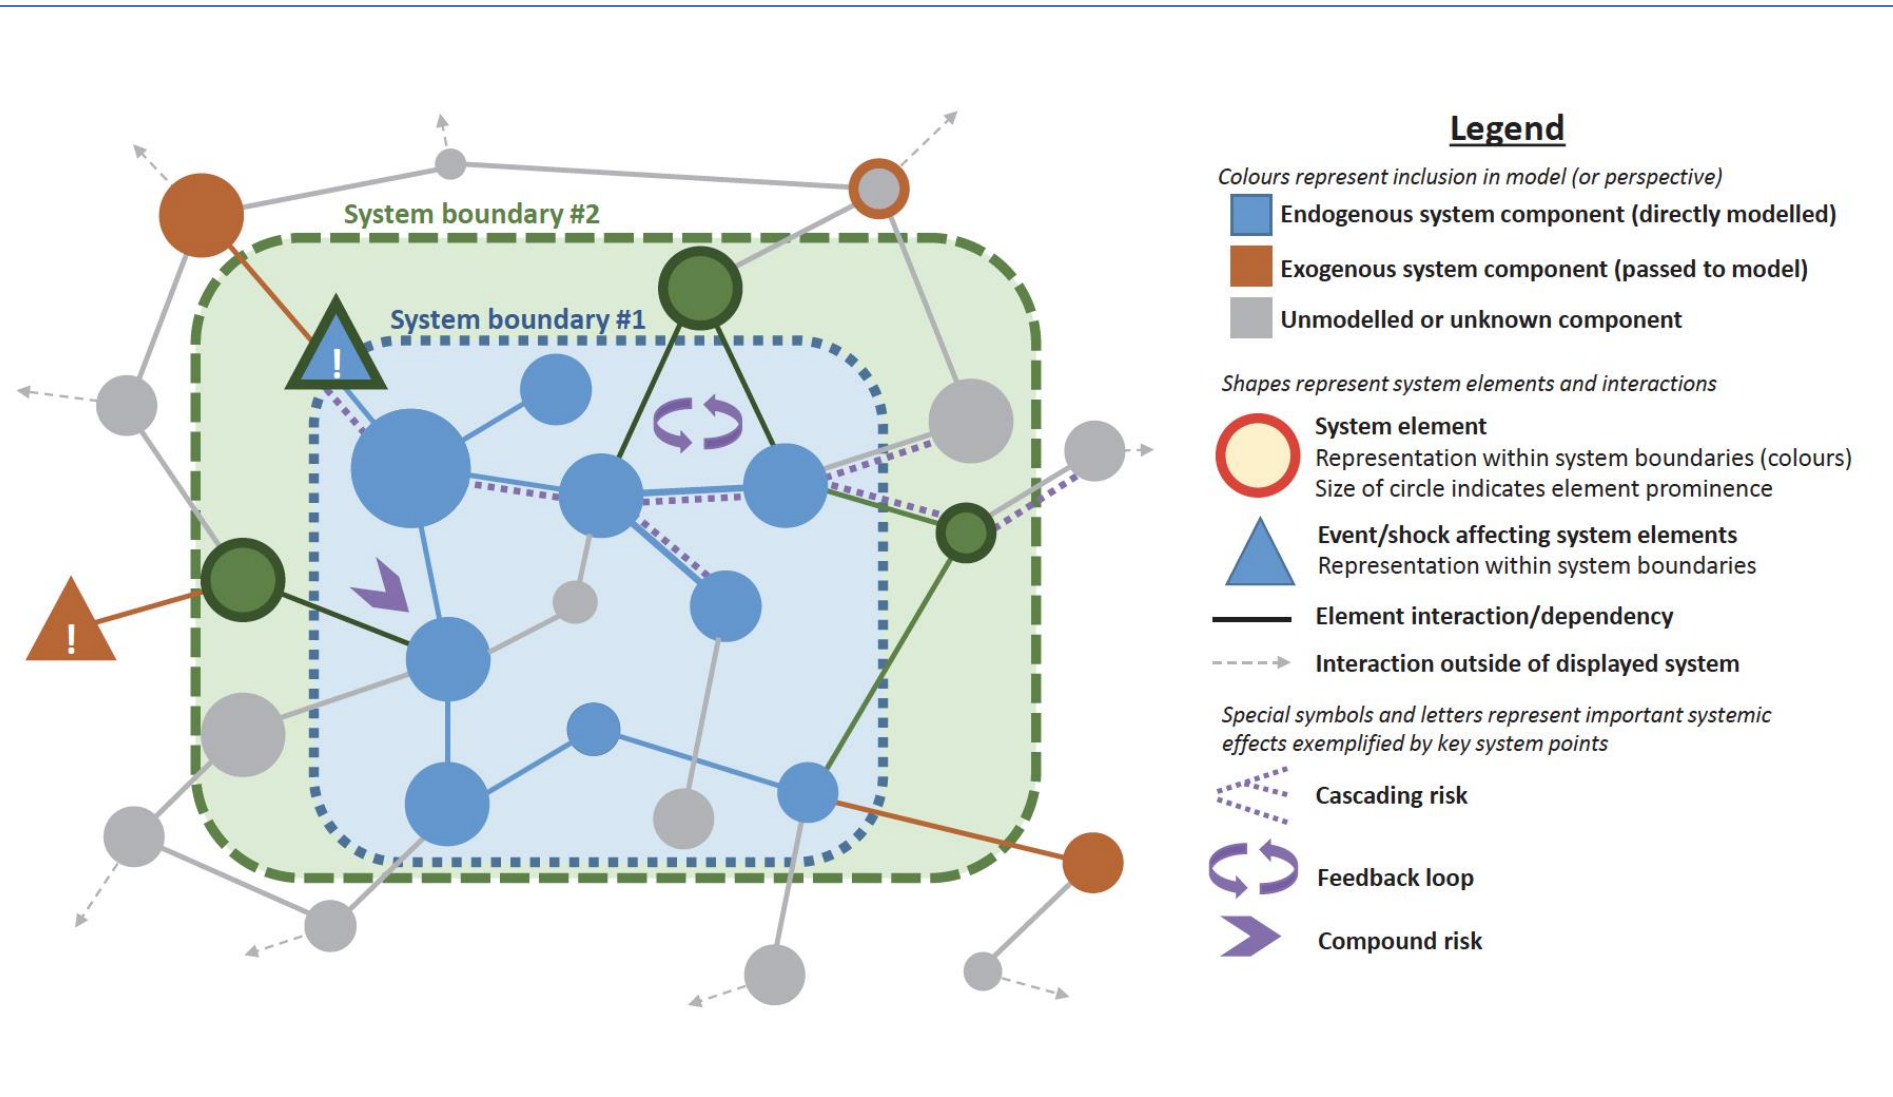 System boundary #2
System boundary #1
!
!
Legend
Colours represent inclusion in model (or perspective)
Endogenous system component (directly modelled)
Exogenous system component (passed to model)
Unmodelled or unknown component
Shapes represent system elements and interactions
System element
Representation within system boundaries (colours)
Size of circle indicates element prominence
Event/shock affecting system elements
Representation within system boundaries
Element interaction/dependency
Interaction outside of displayed system
Special symbols and letters represent important systemic
effects exemplified by key system points
Cascading risk
Feedback loop
Compound risk